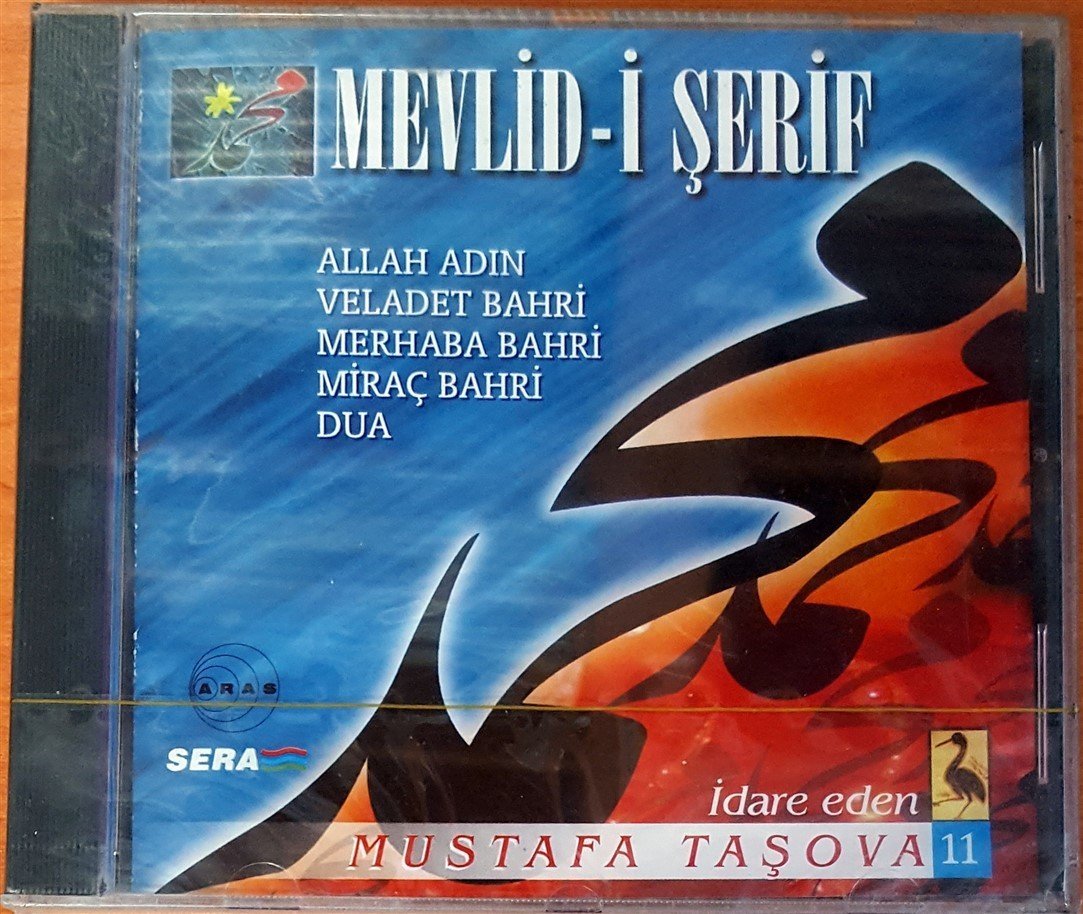 MEVLİD-İ ŞERİF
ALLAH ADIN
VELADET BAHRİ
MERHABA BAHRİ
MİRAÇ BAHRİ
DUA
ARAS
SERA
İdare eden
MUSTAFA TAŞOVA
11